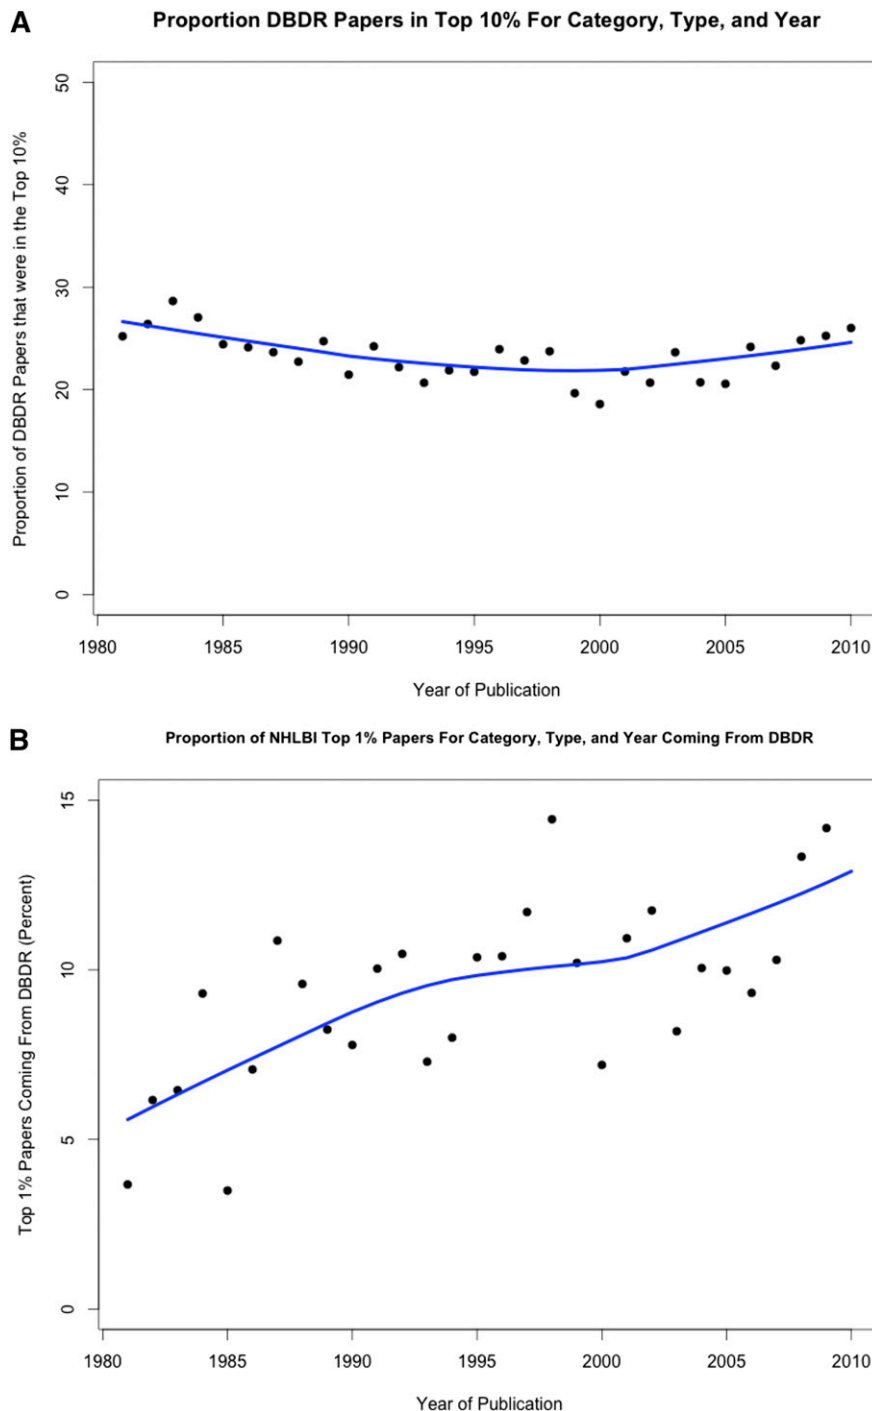 A
Proportion DBDR Papers in Top 10% For Category, Type, and Year
Proportion of DBDR Papers that were in the Top 10%
50
40
30
20
10
0
1980 1985 1990 1995 2000 2005 2010
Year of Publication
B
Proportion of NHLBI Top 1% Papers For Category, Type, and Year Coming From DBDR
Top 1% Papers Coming From DBDR (Percent)
15
10
5
0
1980 1985 1990 1995 2000 2005 2010
Year of Publication